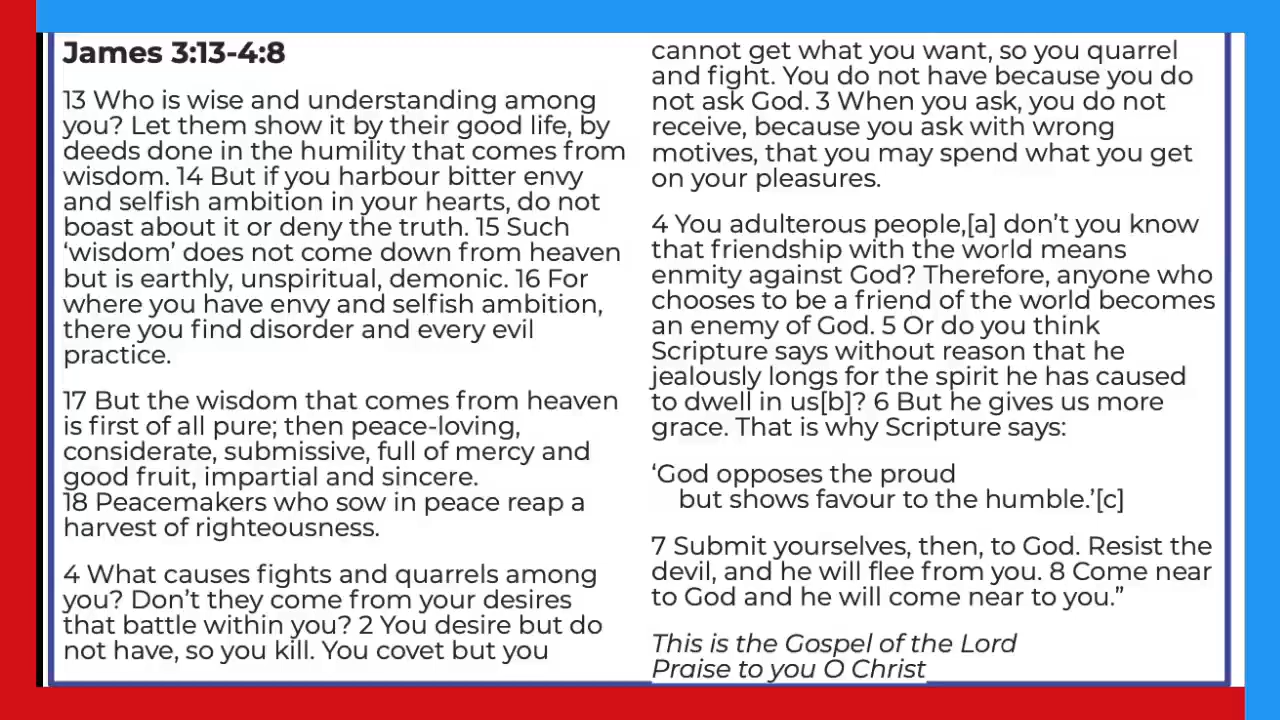 James 3:13-4:8
13 Who is wise and understanding among
you? Let them show it by their good life, by
deeds done in the humility that comes from
wisdom. 14 But if you harbour bitter envy
and selfish ambition in your hearts, do not
boast about it or deny the truth. 15 Such
‘wisdom’ does not come down from heaven
but is earthly, unspiritual, demonic. 16 For
where you have envy and selfish ambition,
there you find disorder and every evil
practice.
17 But the wisdom that comes from heaven
is first of all pure; then peace-loving,
considerate, submissive, full of mercy and
good fruit, impartial and sincere.
18 Peacemakers who sow in peace reap a
harvest of righteousness.
4 What causes fights and quarrels among
you? Don’t they come from your desires
that battle within you? 2 You desire but do
not have, so you kill. You covet but you
cannot get what you want, so you quarrel
and fight. You do not have because you do
not ask God. 3 When you ask, you do not
receive, because you ask with wrong
motives, that you may spend what you get
on your pleasures.
4 You adulterous people,[a] don’t you know
that friendship with the world means
enmity against God? Therefore, anyone who
chooses to be a friend of the world becomes
an enemy of God. 5 Or do you think
Scripture says without reason that he
jealously longs for the spirit he has caused
to dwell in us[b]? 6 But he gives us more
grace. That is why Scripture says:
‘God opposes the proud
but shows favour to the humble.’[c]
7 Submit yourselves, then, to God. Resist the
devil, and he will flee from you. 8 Come near
to God and he will come near to you.”
This is the Gospel of the Lord
Praise to you O Christ